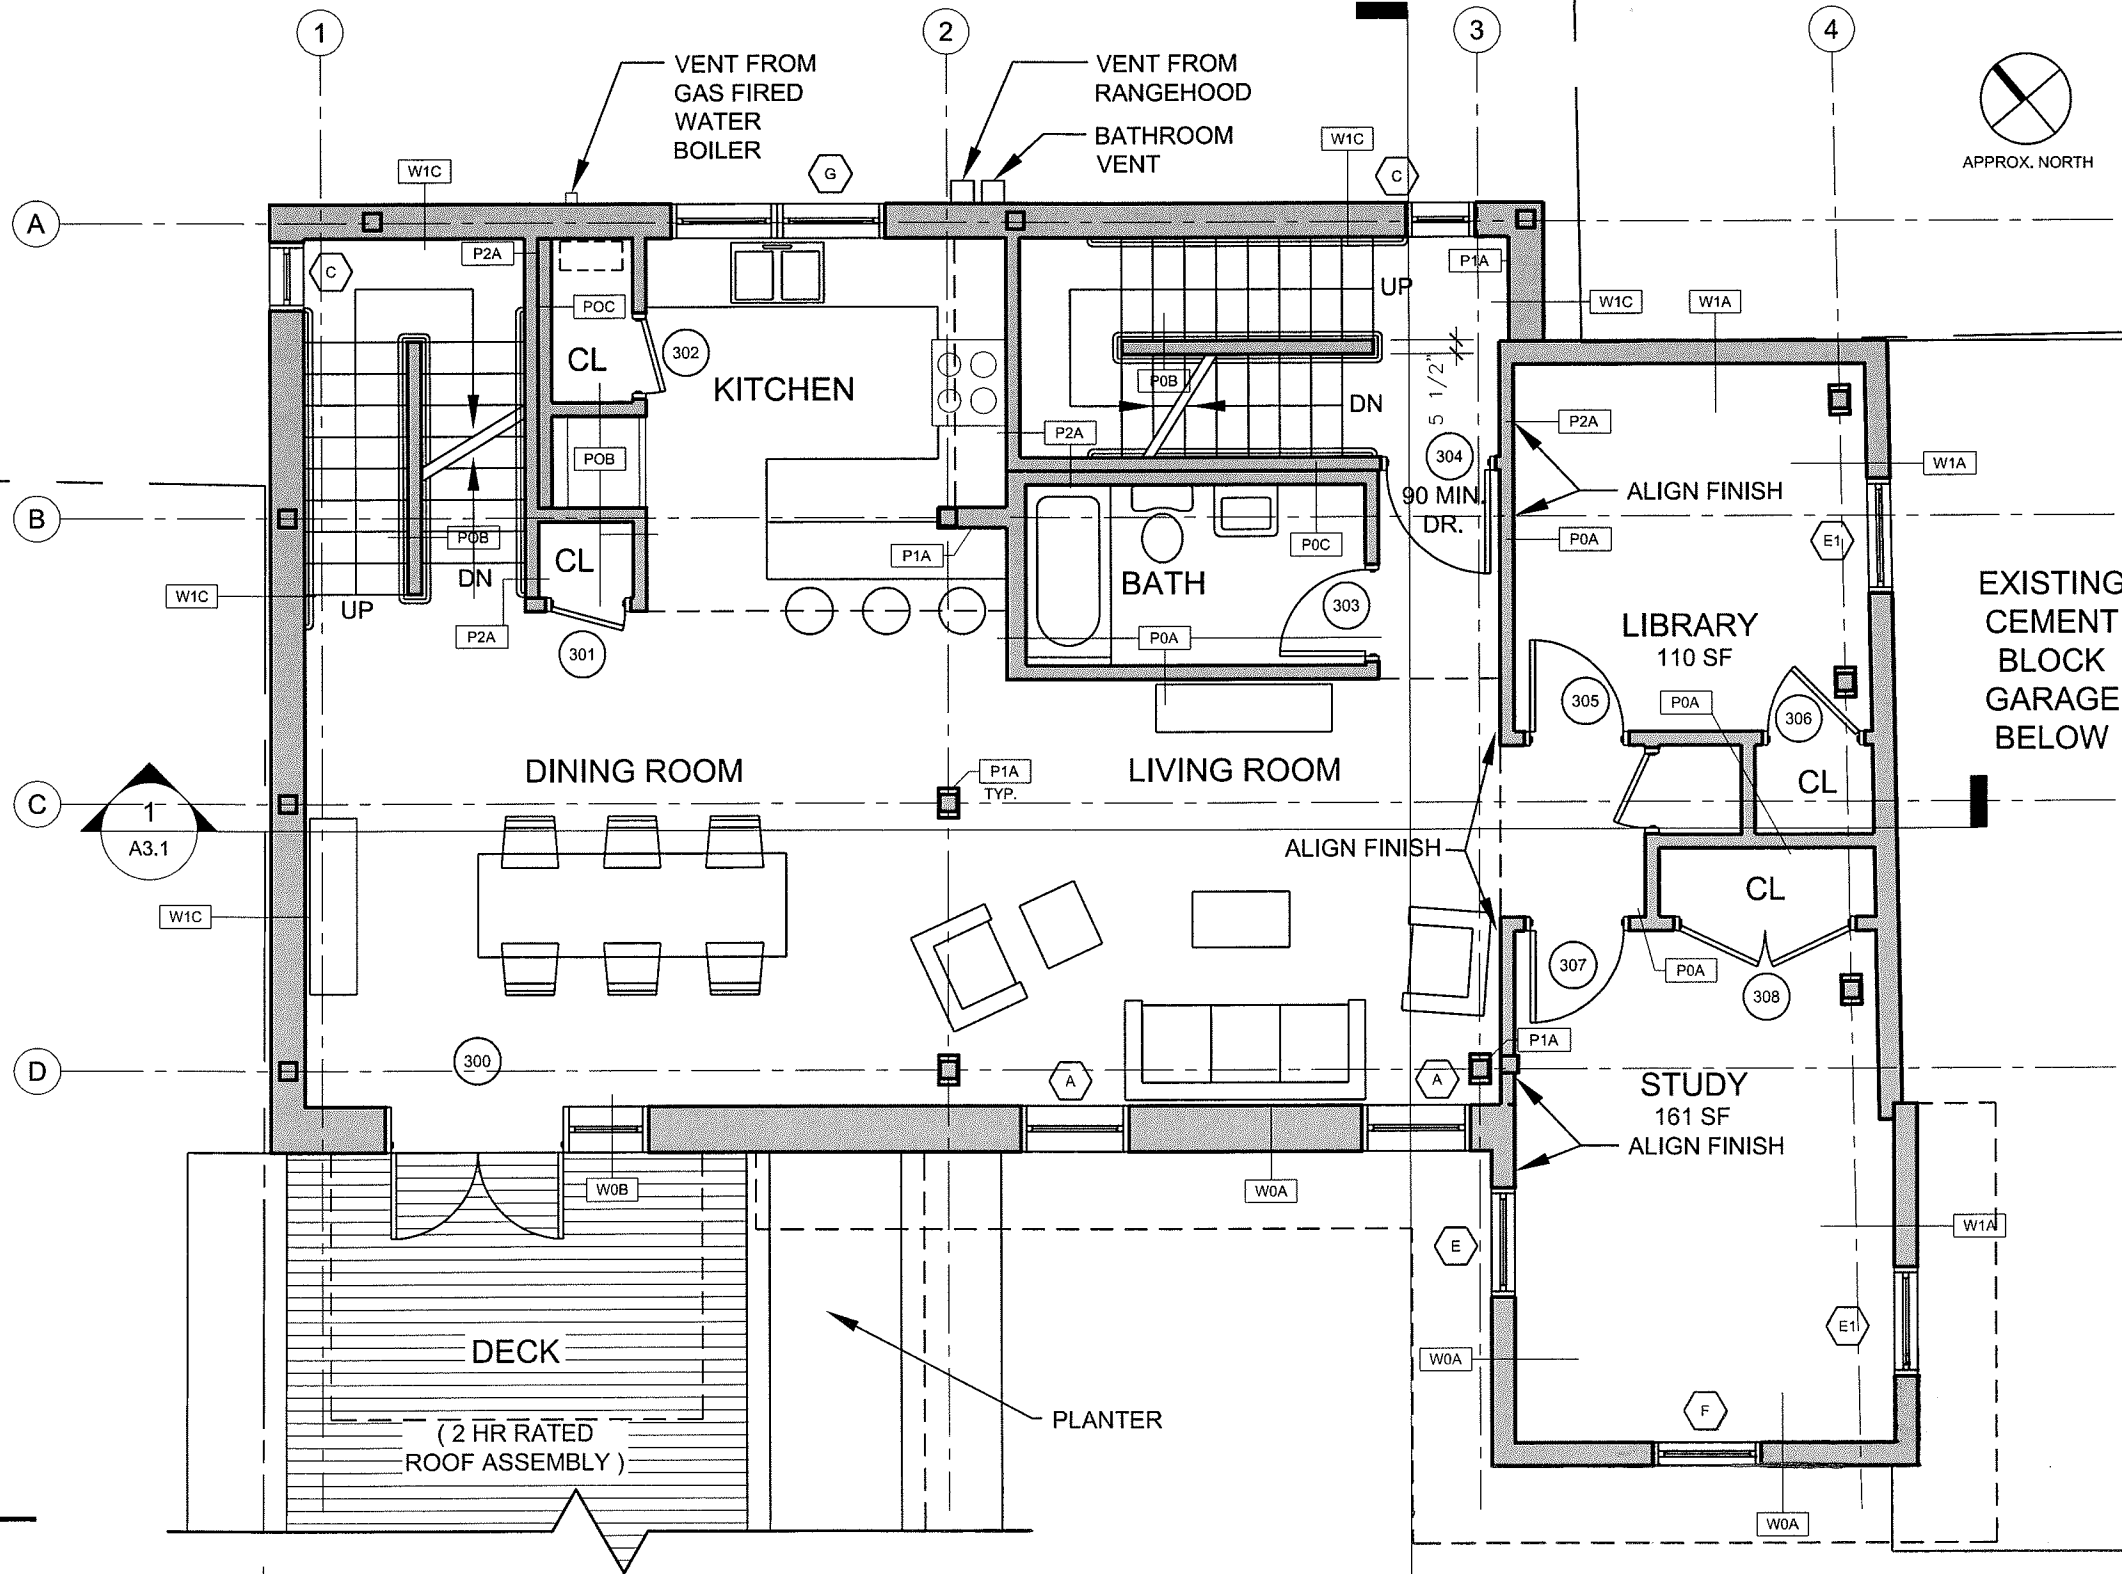 1
2
3
4
VENT FROM
GAS FIRED
WATER
BOILER
VENT FROM
RANGEHOOD
BATHROOM
VENT
APPROX. NORTH
W1C
G
W1C
C
A
P2A
C
P1A
UP
POC
W1C
W1A
302
CL
KITCHEN
P0B
DN
5 1/2"
P2A
P2A
304
POB
W1A
90 MIN.
DR.
ALIGN FINISH
B
POB
P1A
P0C
P0A
E1
CL
DN
BATH
EXISTING
CEMENT
BLOCK
GARAGE
BELOW
W1C
UP
303
P2A
P0A
LIBRARY
110 SF
301
305
P0A
306
DINING ROOM
P1A
TYP.
LIVING ROOM
CL
C
1
A3.1
ALIGN FINISH
CL
W1C
307
P0A
308
P1A
D
300
A
A
STUDY
161 SF
ALIGN FINISH
W0B
W0A
W1A
E
E1
DECK
W0A
( 2 HR RATED
ROOF ASSEMBLY )
PLANTER
F
W0A